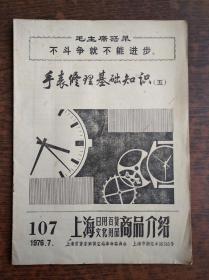 毛主席语录
不斗争就不能进步。
手表修理基础知识(五)
107
1976.7.
上海日用百货文化用品商品介绍